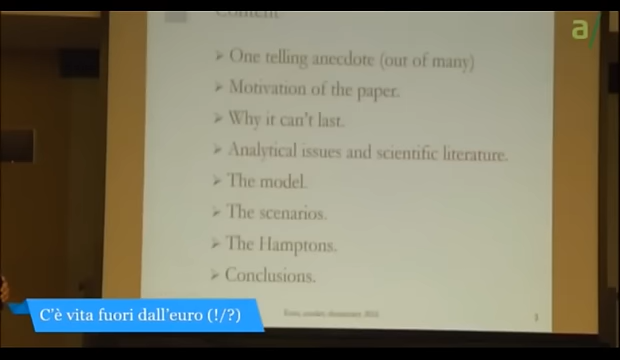 Content
a/
➢ One telling anecdote (out of many)
➢ Motivation of the paper.
➢ Why it can't last.
➢ Analytical issues and scientific literature.
➢ The model.
➢ The scenarios.
➢ The Hamptons.
➢ Conclusions.
C'è vita fuori dall'euro (!/?)